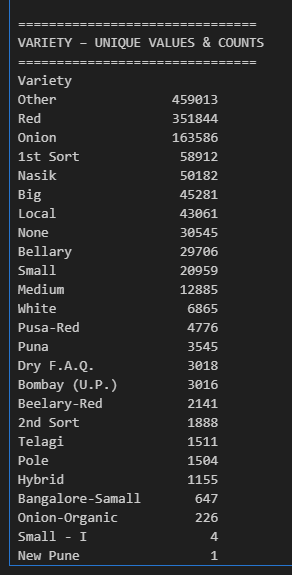 ==============================
VARIETY – UNIQUE VALUES & COUNTS
==============================
Variety
Other 459013
Red 351844
Onion 163586
1st Sort 58912
Nasik 50182
Big 45281
Local 43061
None 30545
Bellary 29706
Small 20959
Medium 12885
White 6865
Pusa-Red 4776
Puna 3545
Dry F.A.Q. 3018
Bombay (U.P.) 3016
Beelary-Red 2141
2nd Sort 1888
Telagi 1511
Pole 1504
Hybrid 1155
Bangalore-Samall 647
Onion-Organic 226
Small - I 4
New Pune 1